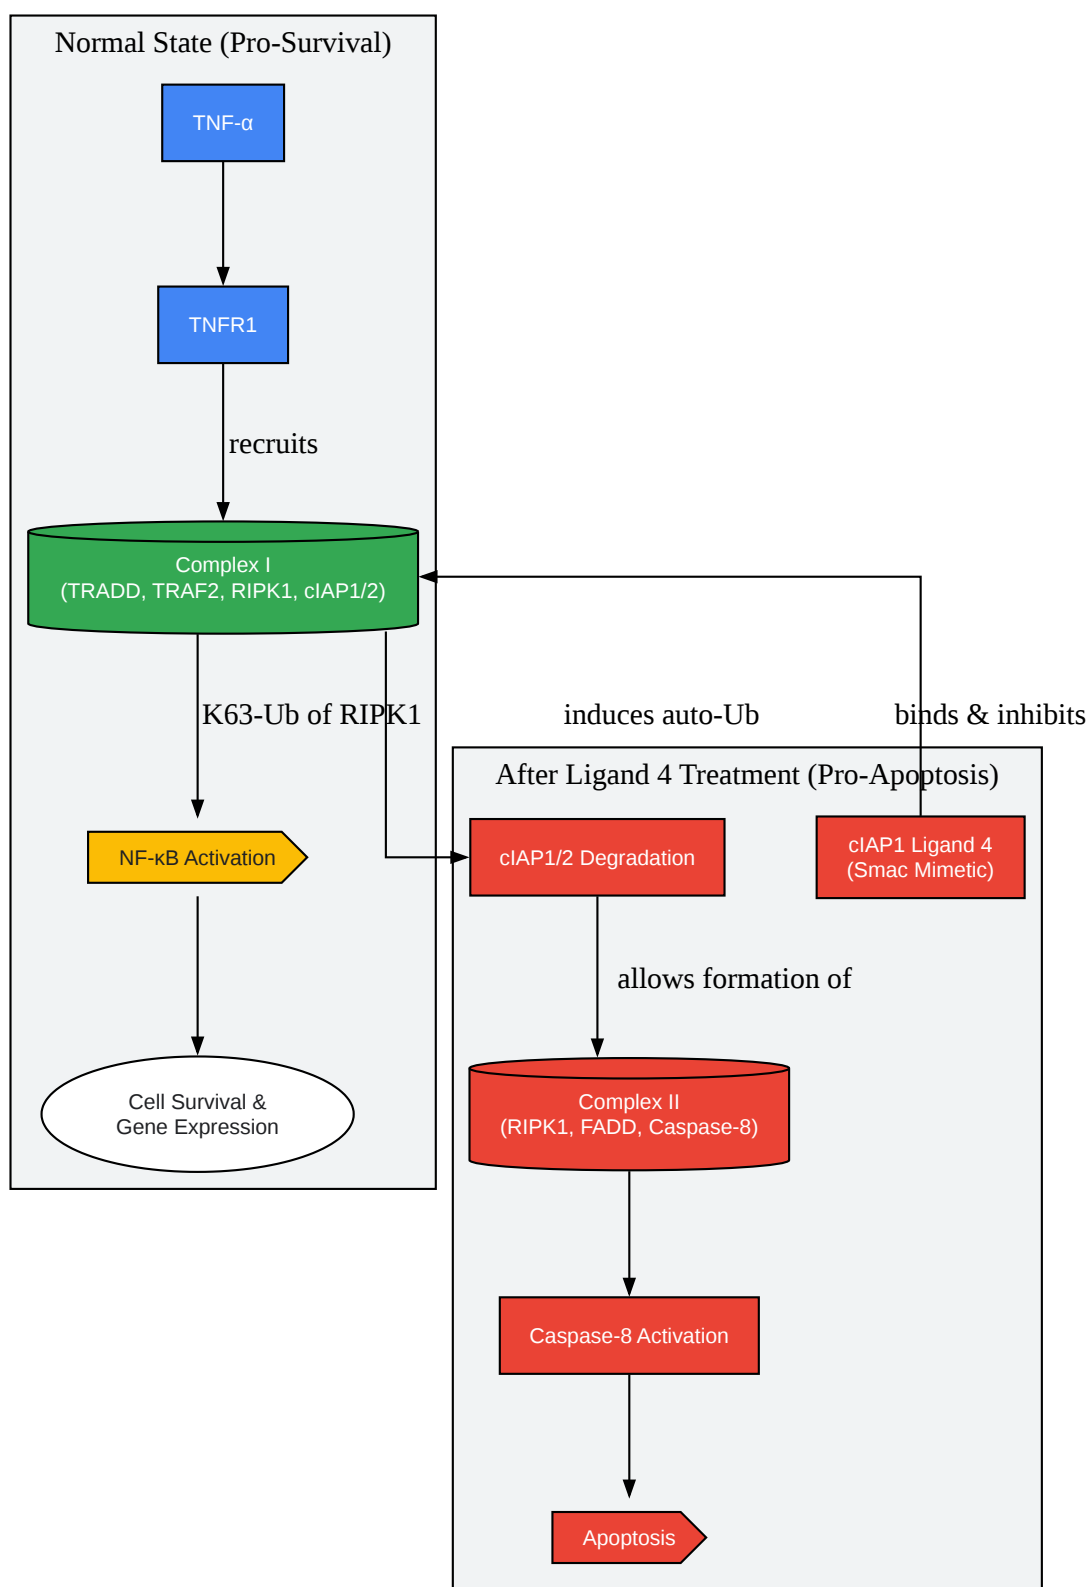 Normal State (Pro-Survival)
TNF-α
TNFR1
recruits
Complex I
(TRADD, TRAF2, RIPK1, cIAP1/2)
K63-Ub of RIPK1
induces auto-Ub
binds & inhibits
After Ligand 4 Treatment (Pro-Apoptosis)
NF-κB Activation
cIAP1/2 Degradation
cIAP1 Ligand 4
(Smac Mimetic)
allows formation of
Cell Survival &
Gene Expression
Complex II
(RIPK1, FADD, Caspase-8)
Caspase-8 Activation
Apoptosis